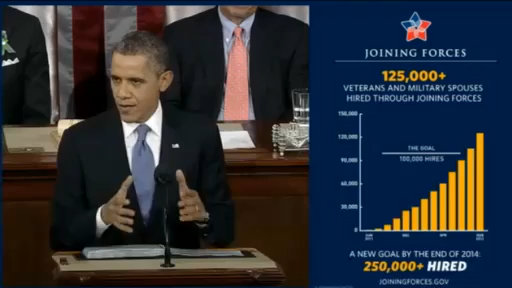 JOINING FORCES
125,000+
VETERANS AND MILITARY SPOUSES
HIRED THROUGH JOINING FORCES
150,000
120,000
90,000
60,000
30,000
0
THE GOAL
100,000 HIRES
A NEW GOAL BY THE END OF 2014:
250,000+ HIRED
JOININGFORCES.GOV